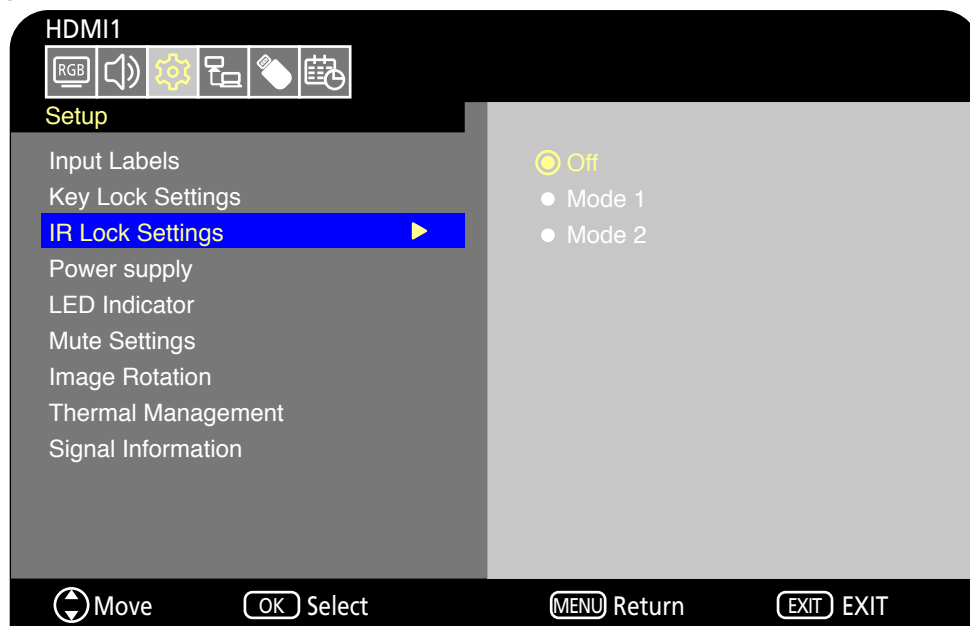 HDMI1
RGB
Setup
Input Labels
Key Lock Settings
IR Lock Settings
Power supply
LED Indicator
Mute Settings
Image Rotation
Thermal Management
Signal Information
Off
Mode 1
Mode 2
Move OK Select MENU Return EXIT EXIT